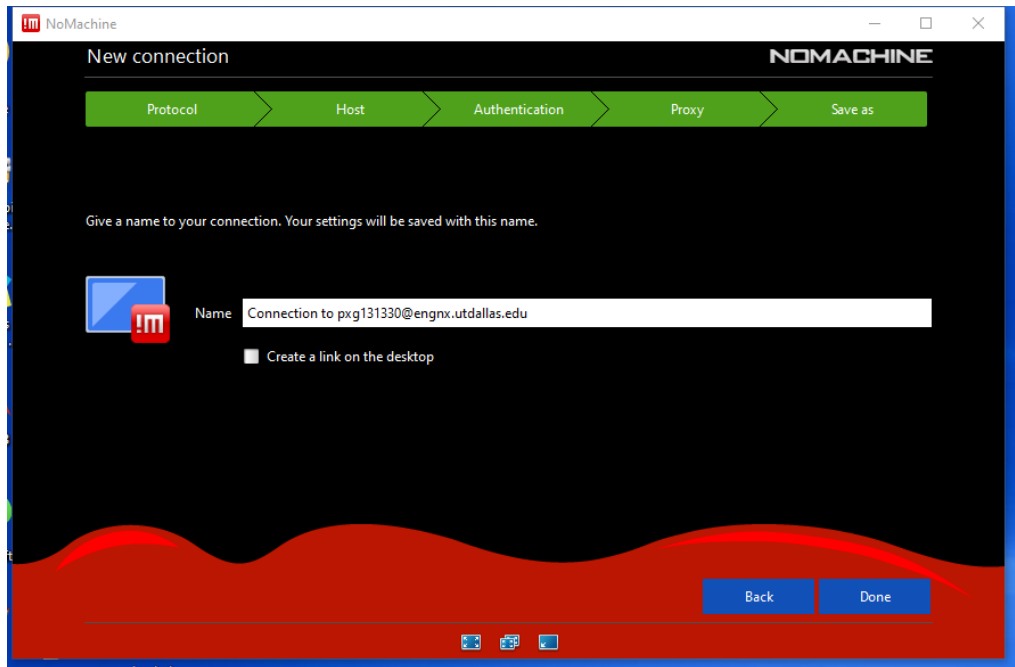 !M NoMachine
New connection
NOMACHINE
Protocol
Host
Authentication
Proxy
Save as
Give a name to your connection. Your settings will be saved with this name.
!M
Name
Connection to pxg131330@engnx.utdallas.edu
Create a link on the desktop
Back
Done